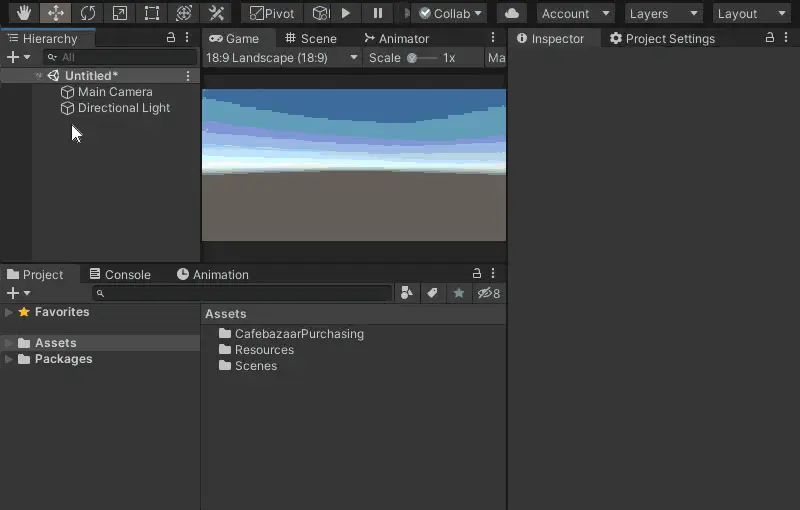 Pivot Collab Account Layers Layout
Hierarchy
All
Untitled*
Main Camera
Directional Light
Game Scene Animator
18:9 Landscape (18:9) Scale 1x Ma
Inspector Project Settings
Project Console Animation
8
Favorites
Assets
Packages
Assets
CafebazaarPurchasing
Resources
Scenes